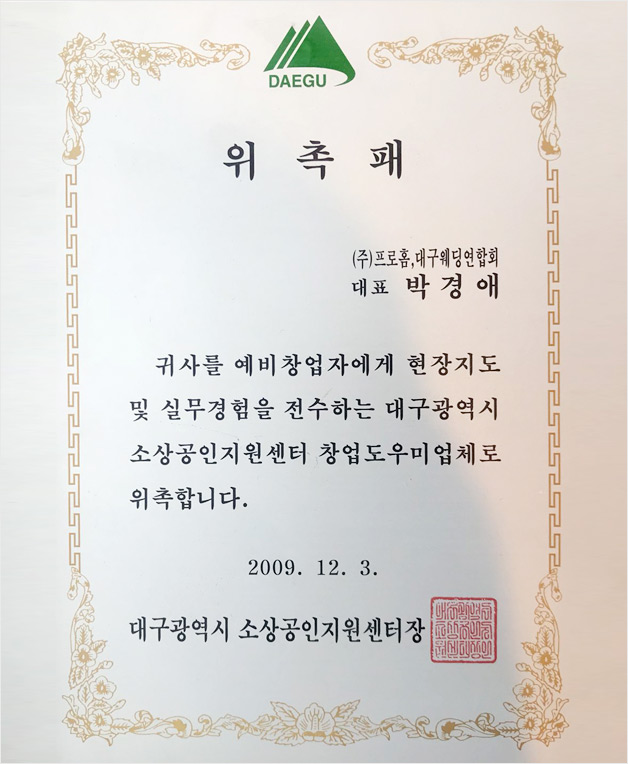 DAEGU
위 촉 패
(주)프로홈,대구웨딩연합회
대표 박경애
귀사를 예비창업자에게 현장지도
및 실무경험을 전수하는 대구광역시
소상공인지원센터 창업도우미업체로
위촉합니다.
2009. 12. 3.
대구광역시 소상공인지원센터장